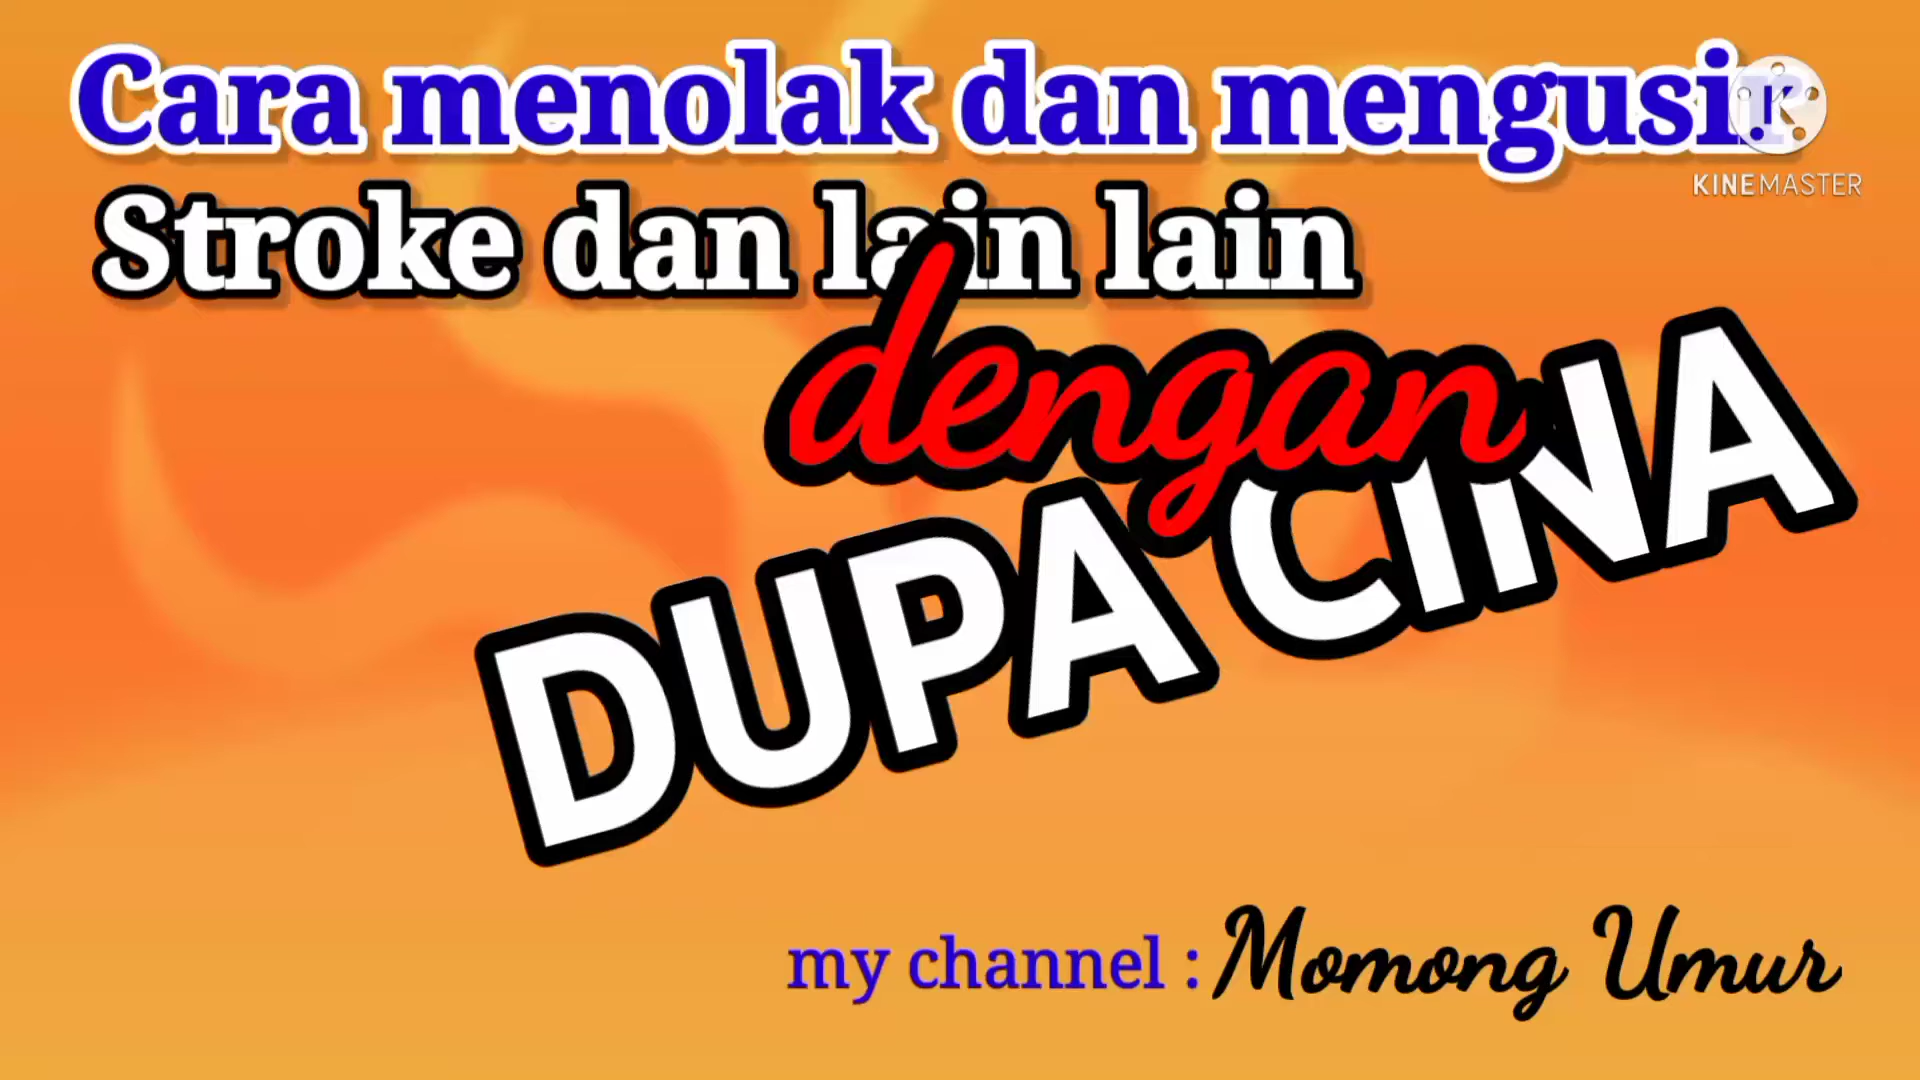 Cara menolak dan mengusir
KINEMASTER
Stroke dan lain lain
dengan
DUPA CINA
my channel : Momong Umur